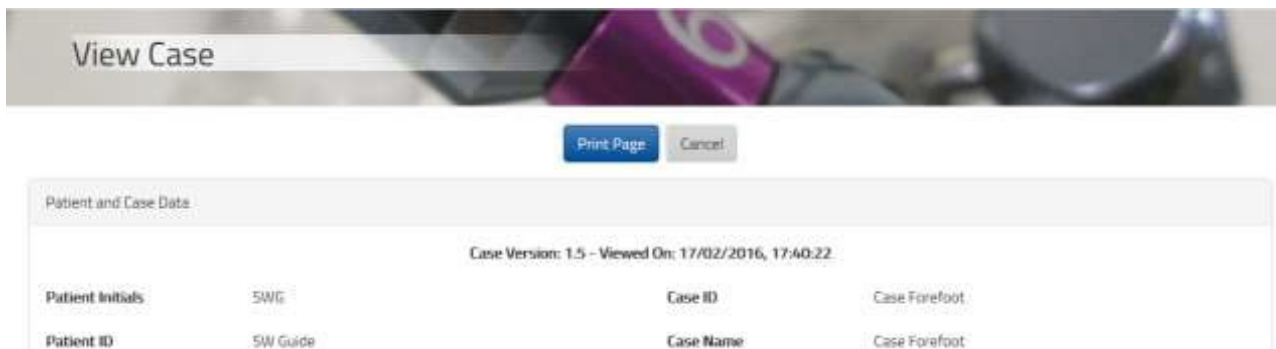 View Case
6
Print Page Cancel
Patient and Case Data
Case Version: 1.5 - Viewed On: 17/02/2016, 17:40:22
Patient Initials SWG Case ID Case Forefoot
Patient ID SW Guide Case Name Case Forefoot